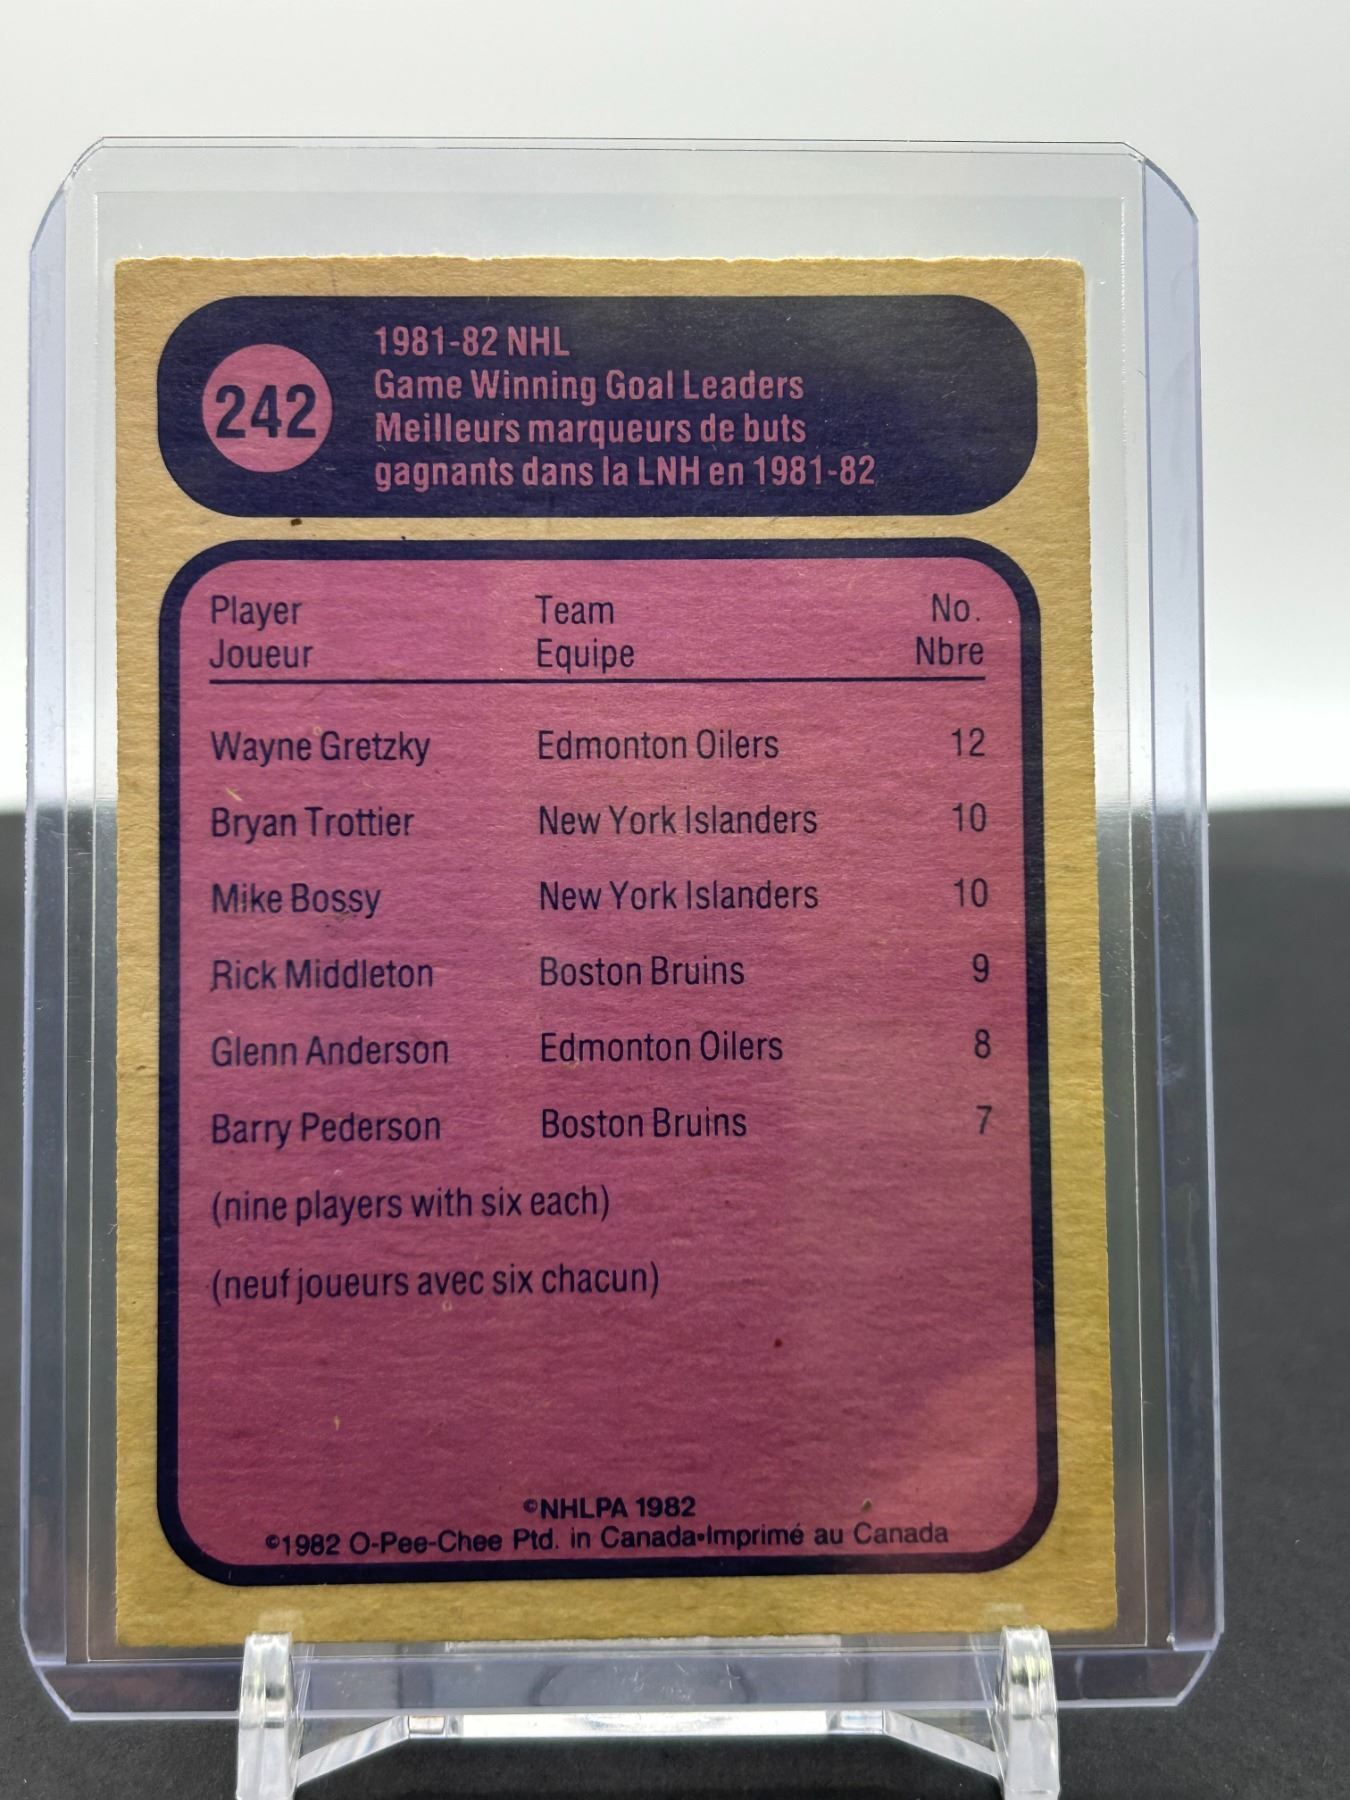 242
1981-82 NHL
Game Winning Goal Leaders
Meilleurs marqueurs de buts
gagnants dans la LNH en 1981-82
Player Team No.
Joueur Equipe Nbre
Wayne Gretzky Edmonton Oilers 12
Bryan Trottier New York Islanders 10
Mike Bossy New York Islanders 10
Rick Middleton Boston Bruins 9
Glenn Anderson Edmonton Oilers 8
Barry Pederson Boston Bruins 7
(nine players with six each)
(neuf joueurs avec six chacun)
©NHLPA 1982
©1982 O-Pee-Chee Ptd. in Canada•Imprimé au Canada